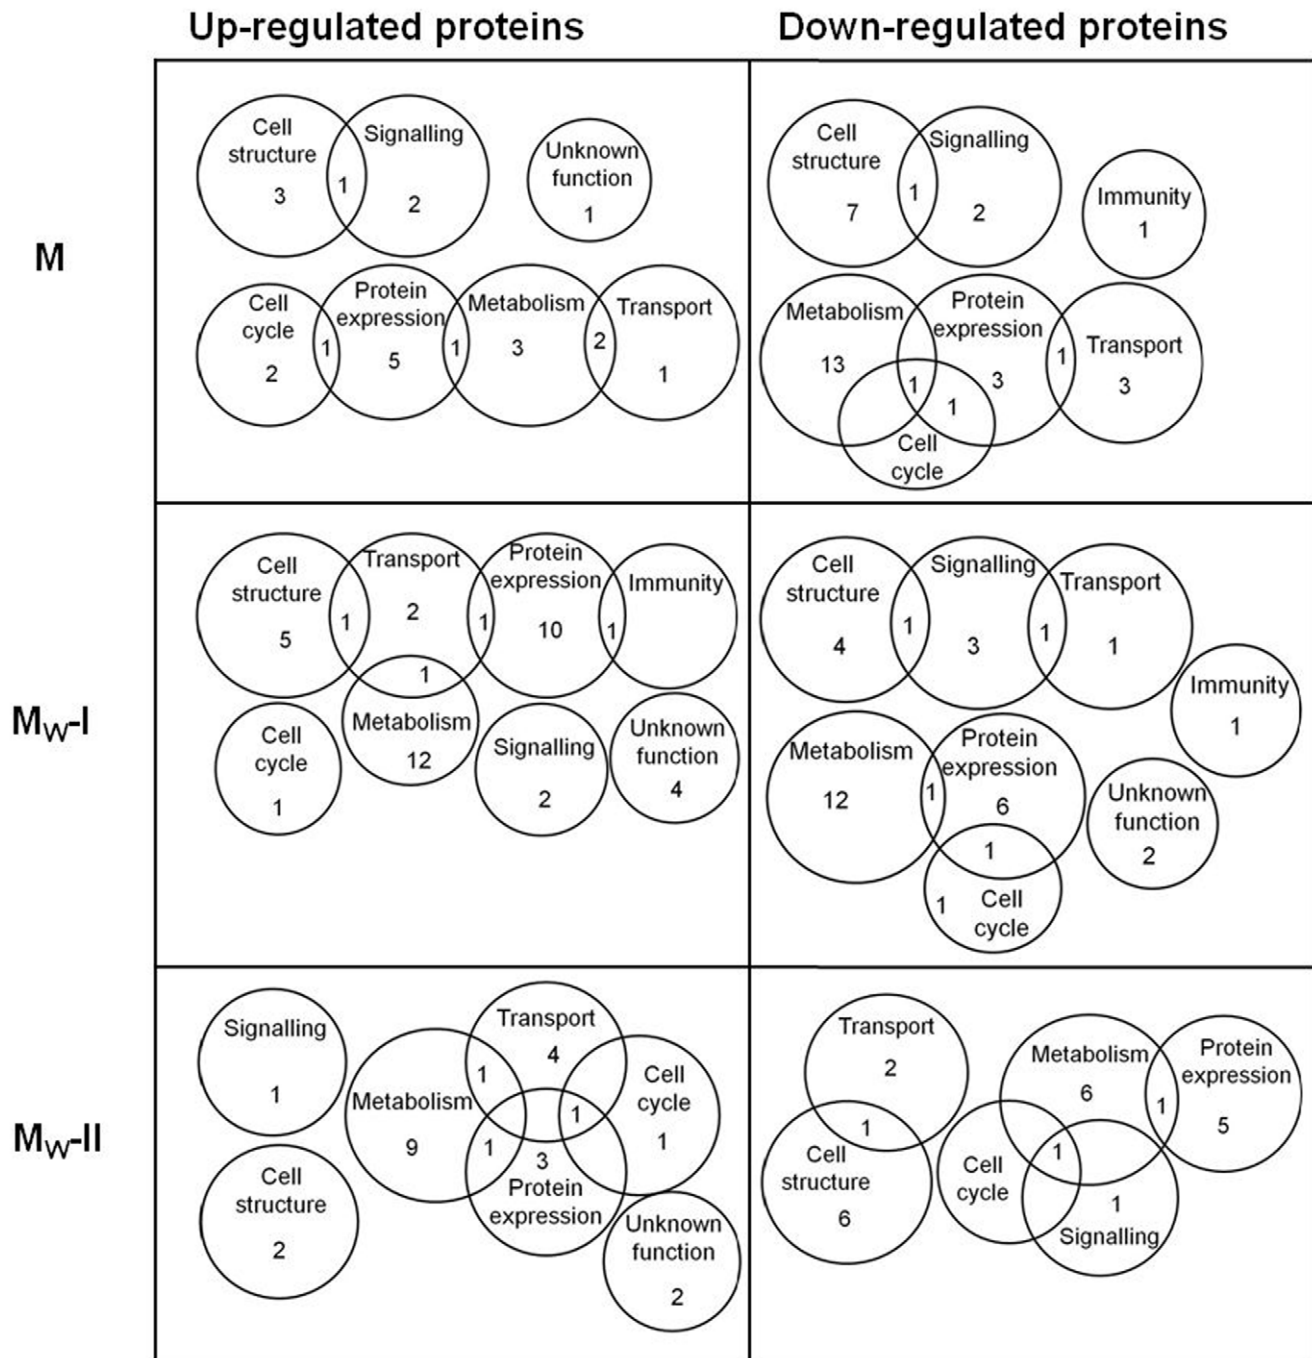 Up-regulated proteins
Down-regulated proteins
M
Cell
structure
3
1
Signalling
2
Unknown
function
1
Cell
cycle
2
1
Protein
expression
5
1
Metabolism
3
2
Transport
1
Cell
structure
7
1
Signalling
2
Immunity
1
Metabolism
13
1
Protein
expression
3
1
1
Transport
3
Cell
cycle
MW-I
Cell
structure
5
1
Transport
2
1
Protein
expression
10
1
Immunity
1
Metabolism
12
Cell
cycle
1
Signalling
2
Unknown
function
4
Cell
structure
4
1
Signalling
3
1
Transport
1
Immunity
1
Metabolism
12
1
Protein
expression
6
1
1
Cell
cycle
Unknown
function
2
MW-II
Signalling
1
Cell
structure
2
Metabolism
9
1
Transport
4
1
1
Cell
cycle
1
3
Protein
expression
Unknown
function
2
Transport
2
1
Cell
structure
6
Metabolism
6
1
Protein
expression
5
Cell
cycle
1
1
Signalling